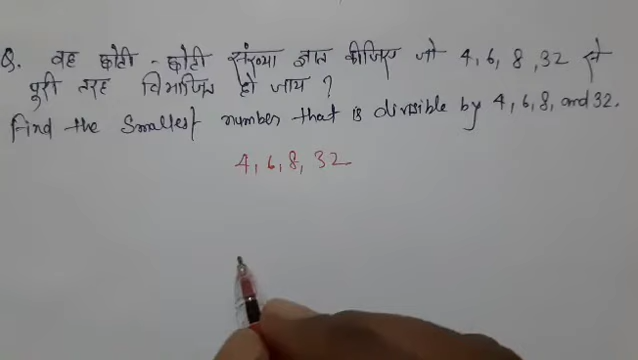 Q. वह छोटी - छोटी संख्या ज्ञात कीजिए जो 4, 6, 8, 32 से
पुरी तरह विभाजित हो जाय ?
Find the Smallest number that is divisible by 4, 6, 8, and 32.
4, 6, 8, 32